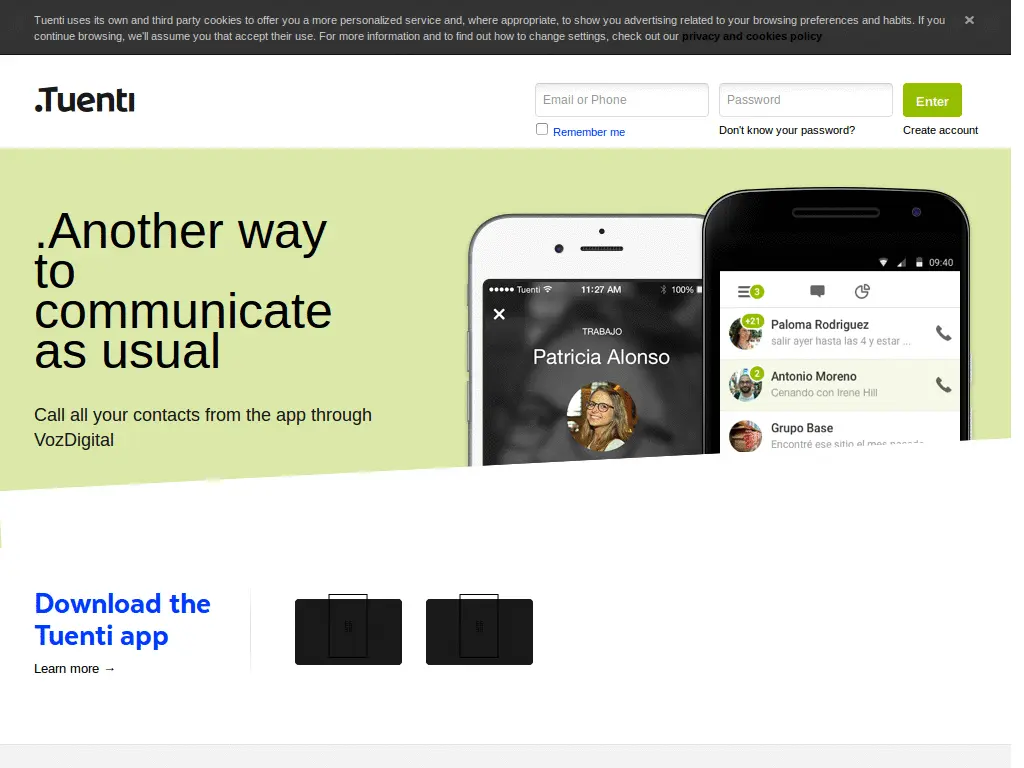 Tuenti uses its own and third party cookies to offer you a more personalized service and, where appropriate, to show you advertising related to your browsing preferences and habits. If you
continue browsing, we'll assume you that accept their use. For more information and to find out how to change settings, check out our privacy and cookies policy
.Tuenti
Email or Phone
Password
Enter
Remember me
Don't know your password?
Create account
.Another way
to
communicate
as usual
Call all your contacts from the app through
VozDigital
Tuenti
11:27 AM
100%
TRABAJO
Patricia Alonso
09:40
3
+21
Paloma Rodriguez
salir ayer hasta las 4 y estar ...
2
Antonio Moreno
Cenando con Irene Hill
Grupo Base
Encontré ese sitio el mes pasado
Download the
Tuenti app
Learn more →